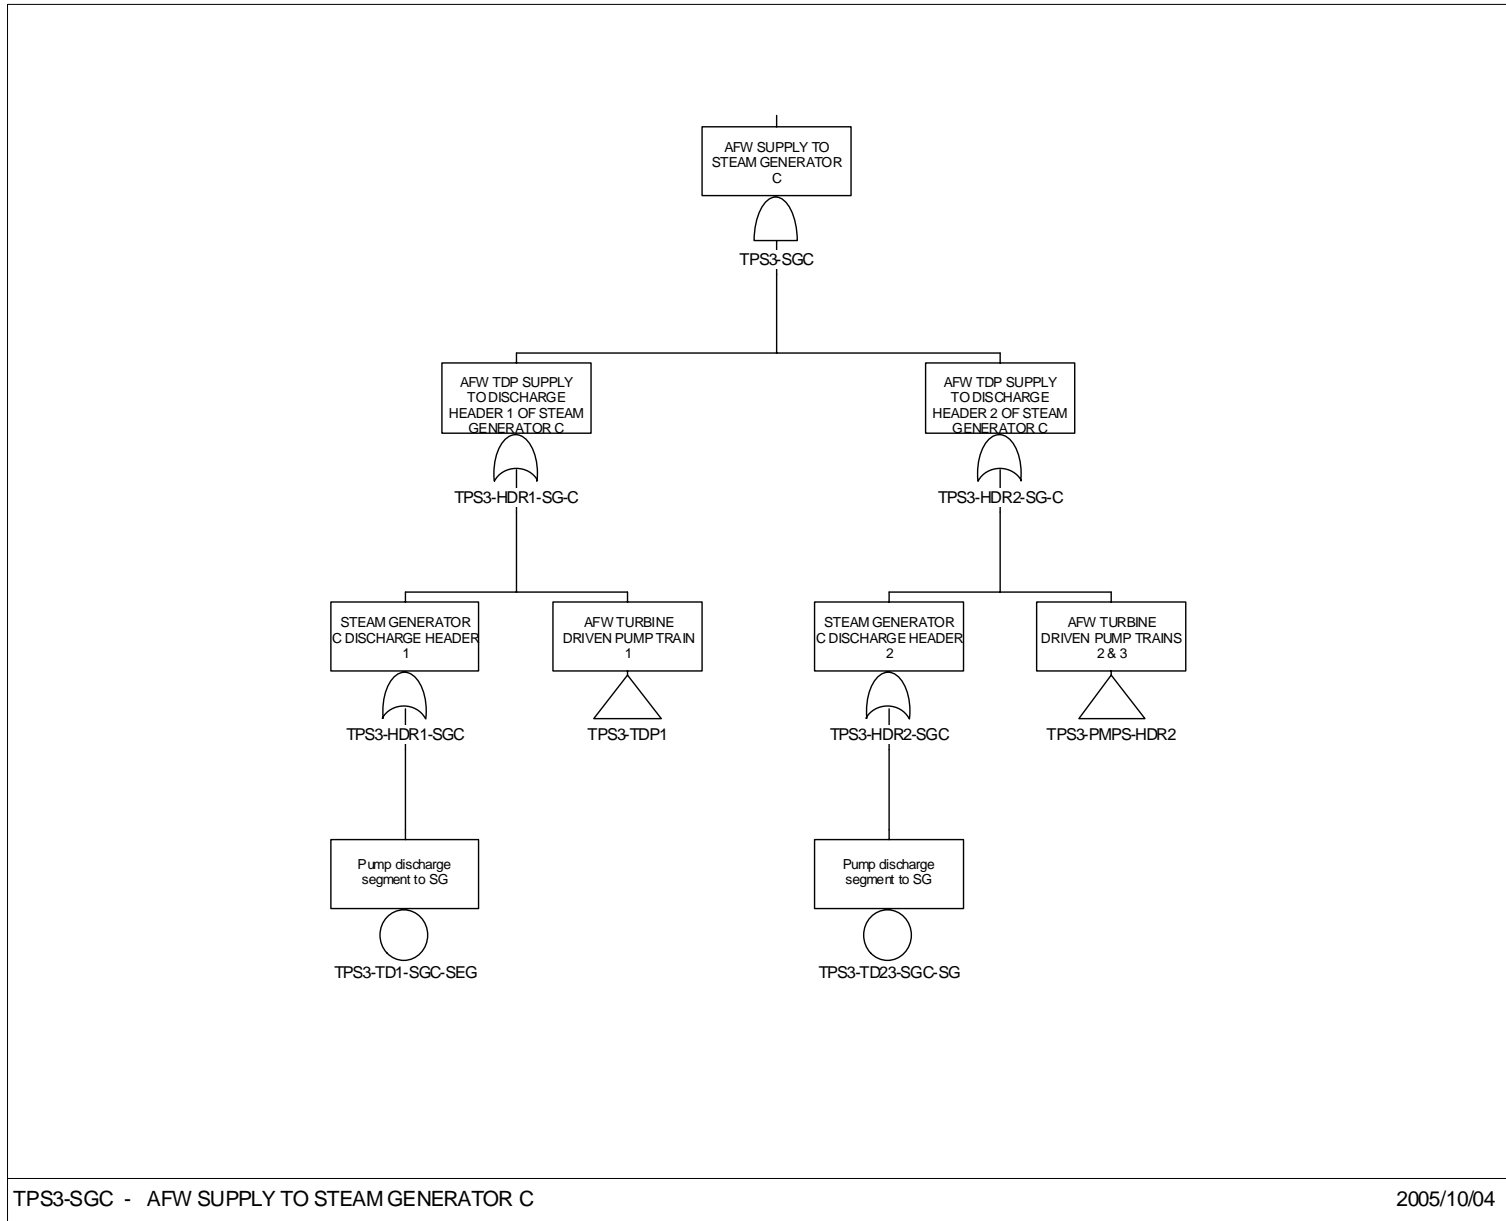 AFW SUPPLY TO
STEAM GENERATOR
C
TPS3-SGC
AFW TDP SUPPLY
TO DISCHARGE
HEADER 1 OF STEAM
GENERATOR C
TPS3-HDR1-SG-C
AFW TDP SUPPLY
TO DISCHARGE
HEADER 2 OF STEAM
GENERATOR C
TPS3-HDR2-SG-C
STEAM GENERATOR
C DISCHARGE HEADER
1
TPS3-HDR1-SGC
AFW TURBINE
DRIVEN PUMP TRAIN
1
TPS3-TDP1
STEAM GENERATOR
C DISCHARGE HEADER
2
TPS3-HDR2-SGC
AFW TURBINE
DRIVEN PUMP TRAINS
2 & 3
TPS3-PMPS-HDR2
Pump discharge
segment to SG
TPS3-TD1-SGC-SEG
Pump discharge
segment to SG
TPS3-TD23-SGC-SG
TPS3-SGC - AFW SUPPLY TO STEAM GENERATOR C
2005/10/04